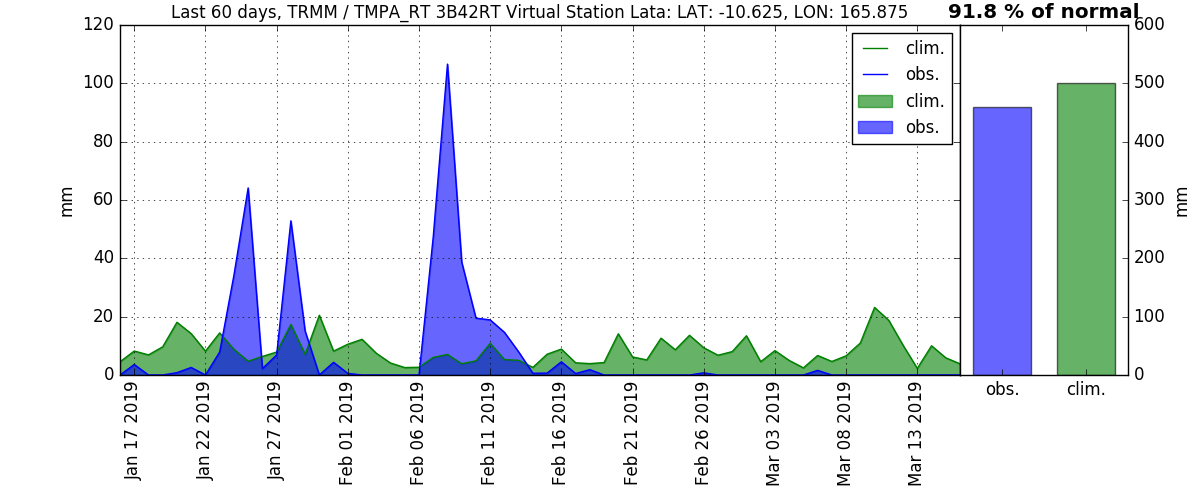 Last 60 days, TRMM / TMPA_RT 3B42RT Virtual Station Lata: LAT: -10.625, LON: 165.875
91.8 % of normal
120
100
80
60
40
20
0
mm
clim.
obs.
clim.
obs.
600
500
400
300
200
100
0
mm
Jan 17 2019
Jan 22 2019
Jan 27 2019
Feb 01 2019
Feb 06 2019
Feb 11 2019
Feb 16 2019
Feb 21 2019
Feb 26 2019
Mar 03 2019
Mar 08 2019
Mar 13 2019
obs.
clim.